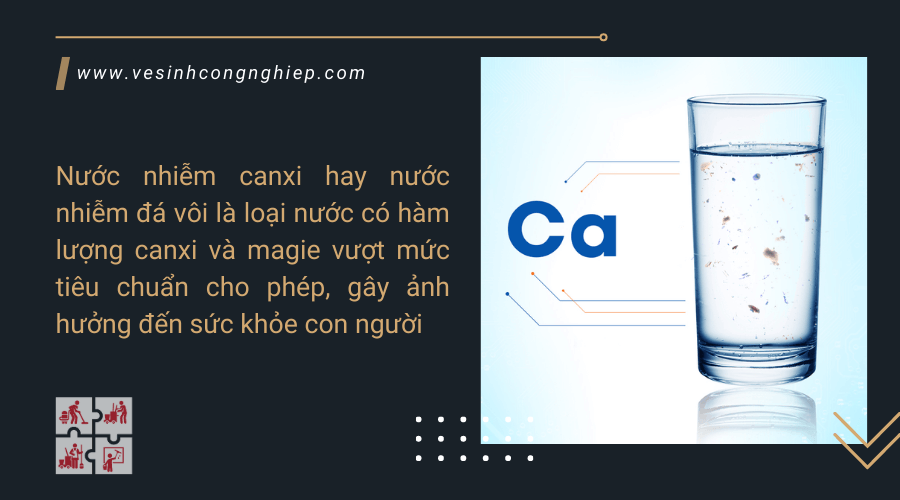 www.vesinhcongnghiep.com
Nước nhiễm canxi hay nước
nhiễm đá vôi là loại nước có hàm
lượng canxi và magie vượt mức
tiêu chuẩn cho phép, gây ảnh
hưởng đến sức khỏe con người
Ca